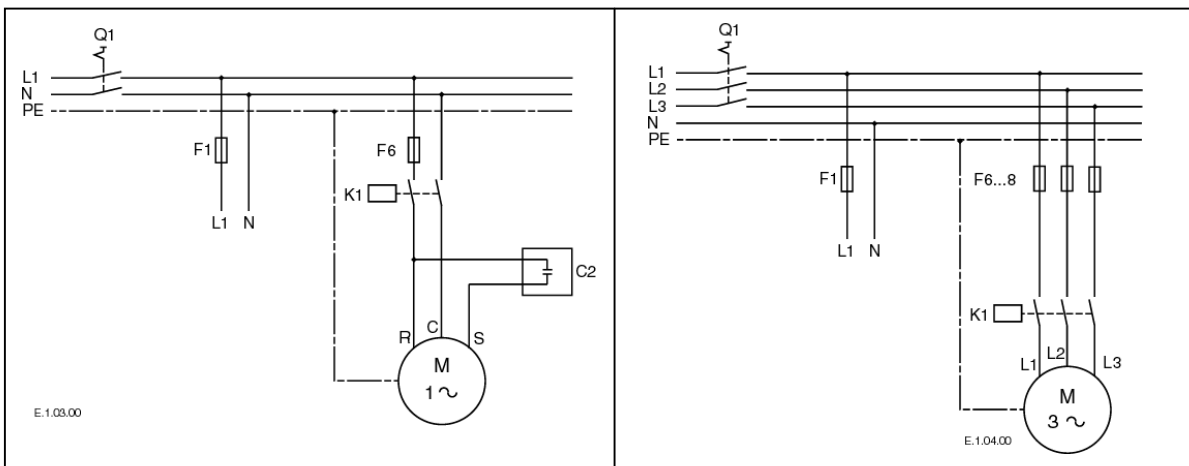 Q1
L1
N
PE
F1
F6
K1
L1 N
C2
R C S
M
1 ~
E.1.03.00
Q1
L1
L2
L3
N
PE
F1
F6...8
L1 N
K1
L1 L2 L3
M
3 ~
E.1.04.00